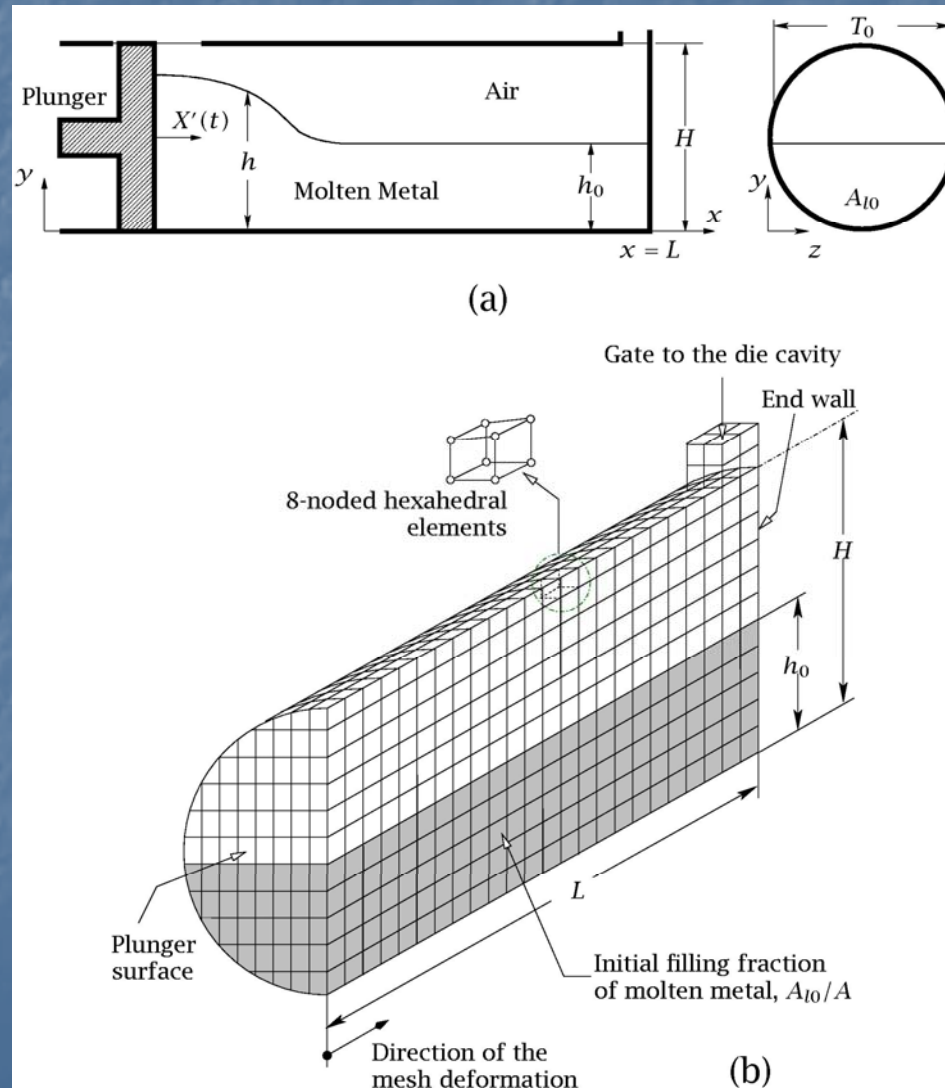 T₀
Plunger
Air
X′(t)
H
h
h₀
y
Molten Metal
x
x = L
y
A_l0
z
(a)
Gate to the die cavity
End wall
8-noded hexahedral
elements
H
h₀
L
Plunger
surface
Initial filling fraction
of molten metal, A_l0/A
Direction of the
mesh deformation
(b)